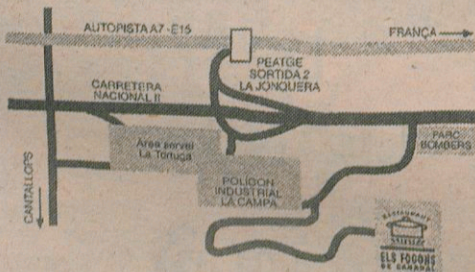 AUTOPISTA A7-E15
FRANÇA
PEATGE
SORTIDA 2
LA JONQUERA
CARRETERA
NACIONAL II
Àrea servei
La Tortuga
PARC
BOMBERS
POLÍGON
INDUSTRIAL
LA CAMPA
CANTALLOPS
RESTAURANT
ELS FOGONS
DE CANADAL